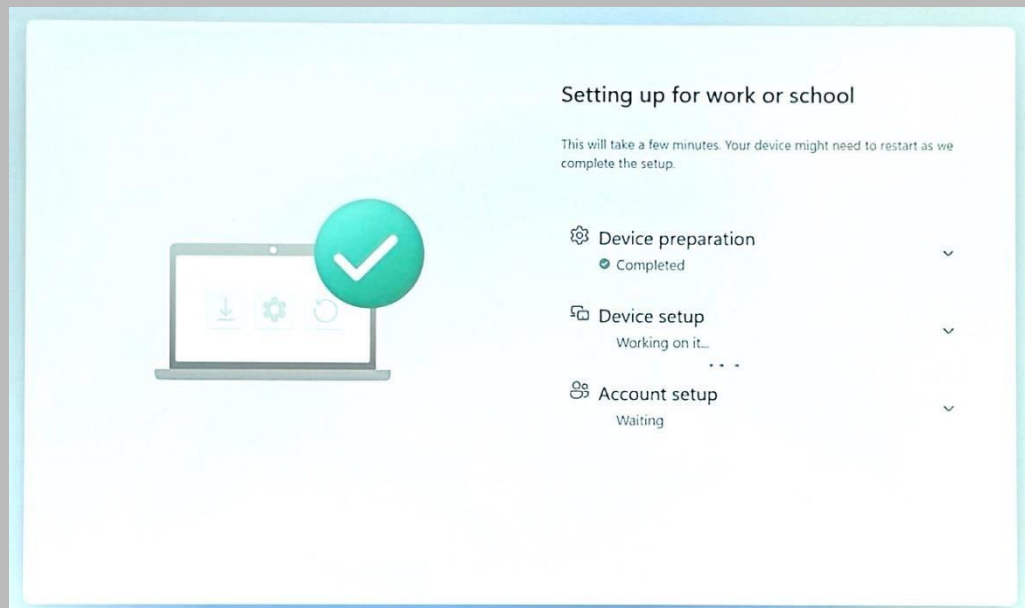 Setting up for work or school
This will take a few minutes. Your device might need to restart as we
complete the setup.
Device preparation
Completed
Device setup
Working on it...
Account setup
Waiting